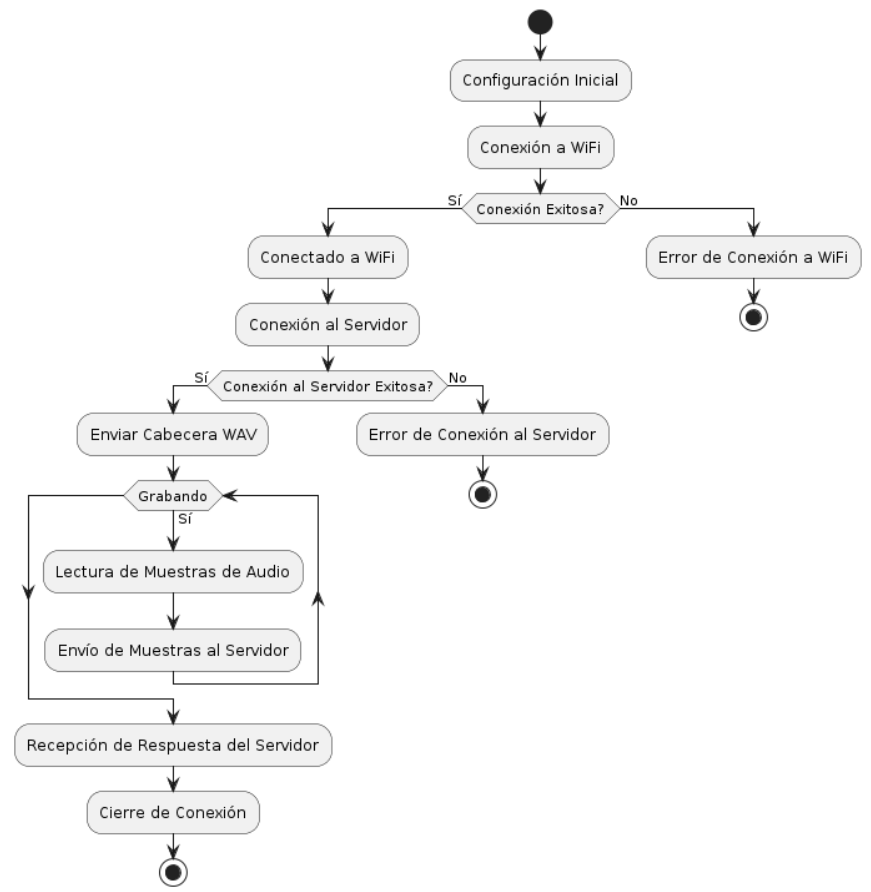 Configuración Inicial
Conexión a WiFi
Sí
Conexión Exitosa?
No
Conectado a WiFi
Error de Conexión a WiFi
Conexión al Servidor
Sí
Conexión al Servidor Exitosa?
No
Enviar Cabecera WAV
Error de Conexión al Servidor
Grabando
Sí
Lectura de Muestras de Audio
Envío de Muestras al Servidor
Recepción de Respuesta del Servidor
Cierre de Conexión